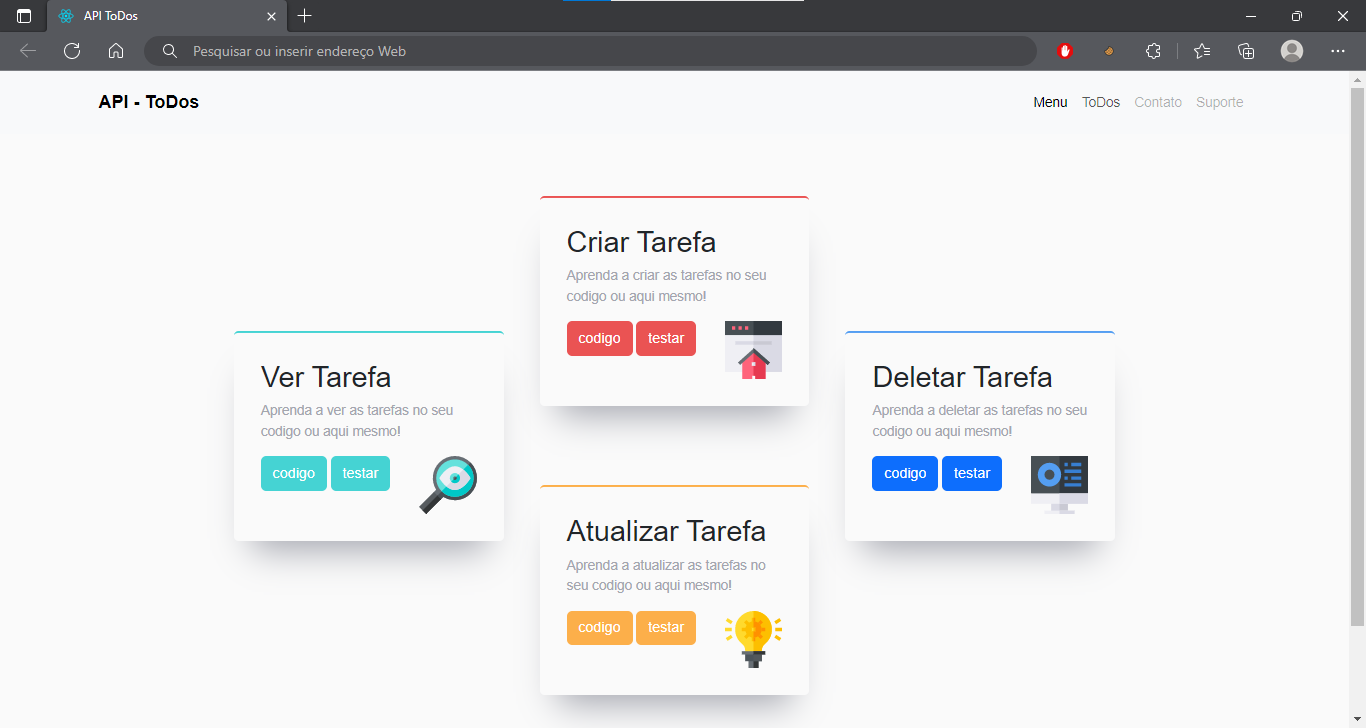 API ToDos
Pesquisar ou inserir endereço Web
API - ToDos
Menu ToDos Contato Suporte
Criar Tarefa
Aprenda a criar as tarefas no seu
codigo ou aqui mesmo!
codigo testar
Ver Tarefa
Aprenda a ver as tarefas no seu
codigo ou aqui mesmo!
codigo testar
Deletar Tarefa
Aprenda a deletar as tarefas no seu
codigo ou aqui mesmo!
codigo testar
Atualizar Tarefa
Aprenda a atualizar as tarefas no
seu codigo ou aqui mesmo!
codigo testar